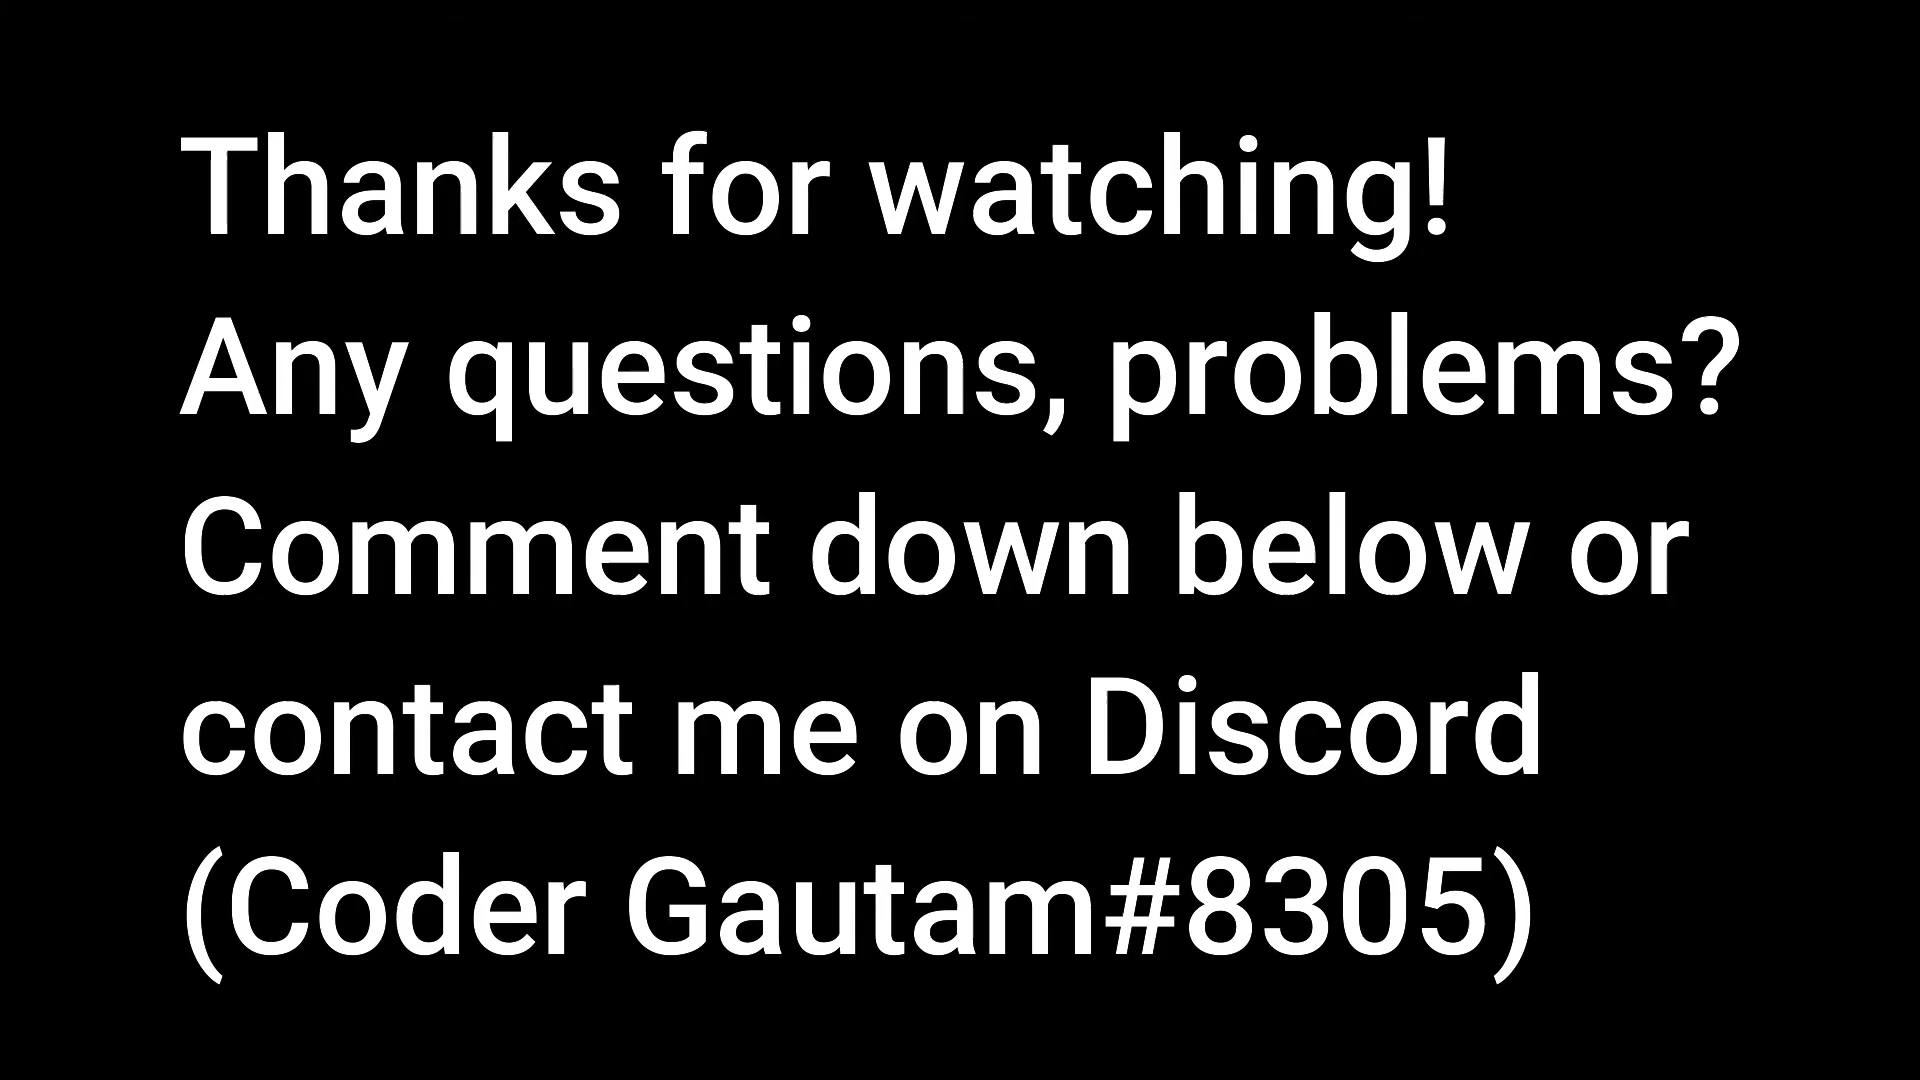 Thanks for watching!
Any questions, problems?
Comment down below or
contact me on Discord
(Coder Gautam#8305)